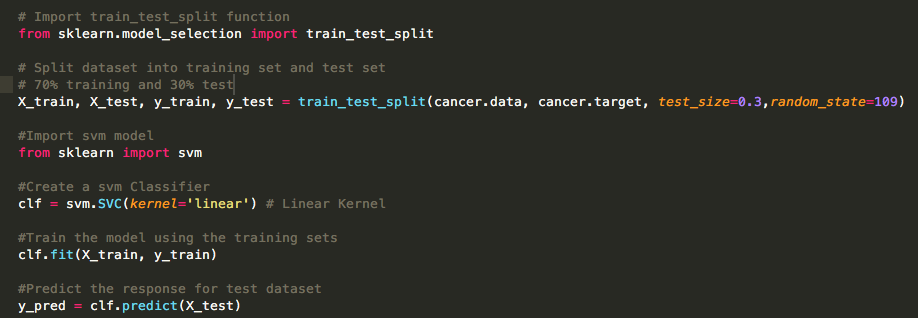 # Import train_test_split function
from sklearn.model_selection import train_test_split
# Split dataset into training set and test set
# 70% training and 30% test
X_train, X_test, y_train, y_test = train_test_split(cancer.data, cancer.target, test_size=0.3,random_state=109)
#Import svm model
from sklearn import svm
#Create a svm Classifier
clf = svm.SVC(kernel='linear') # Linear Kernel
#Train the model using the training sets
clf.fit(X_train, y_train)
#Predict the response for test dataset
y_pred = clf.predict(X_test)